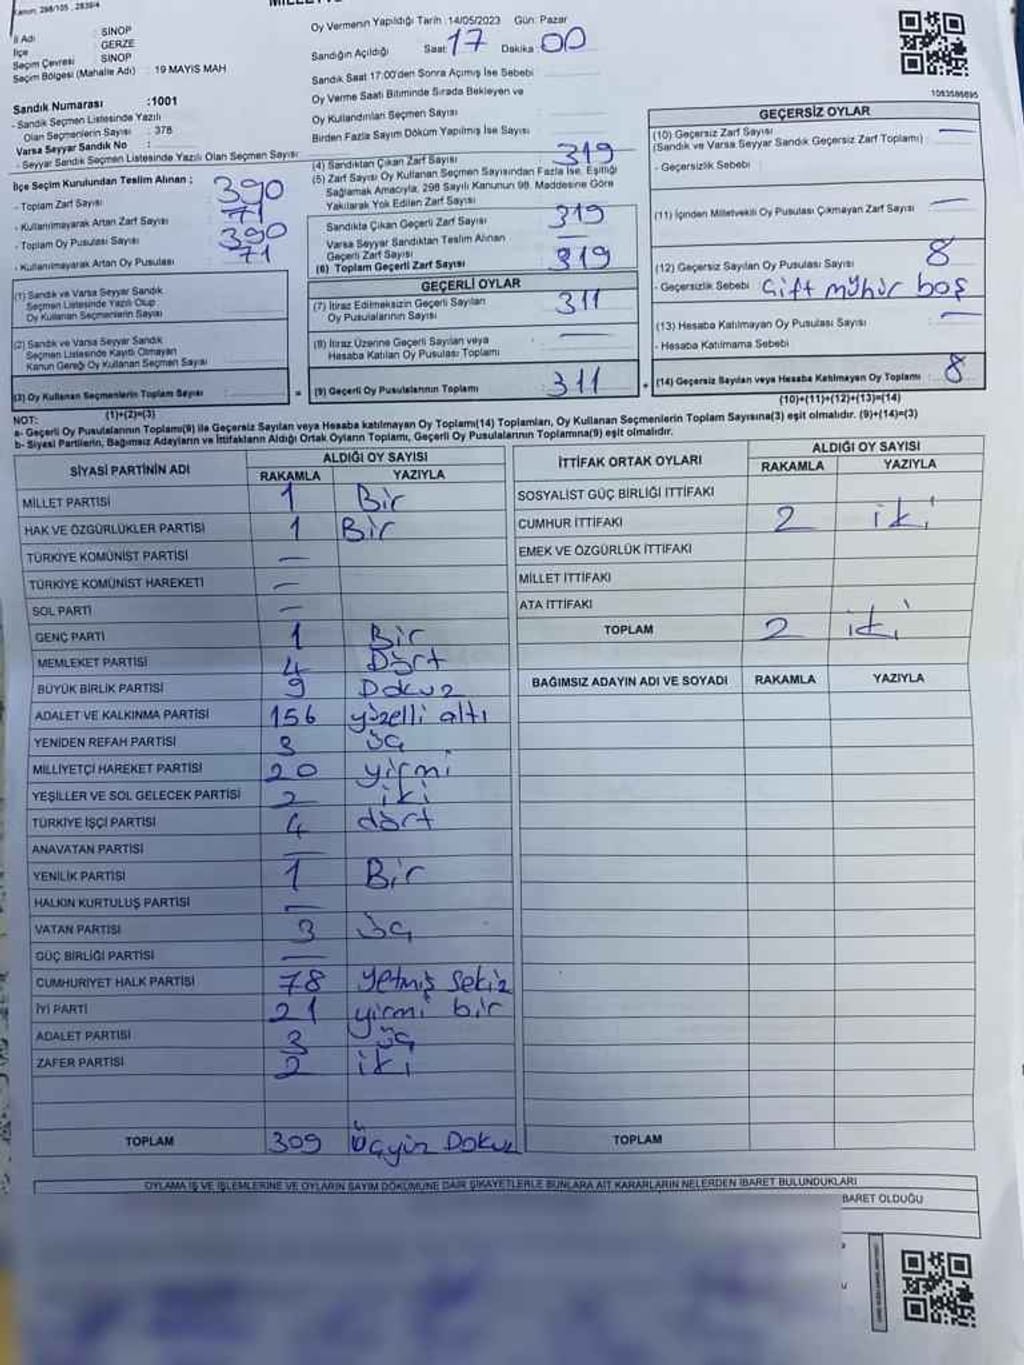 Kanun: 298/105 , 2839/4
İl Adı : SİNOP
İlçe : GERZE
Seçim Çevresi : SİNOP
Seçim Bölgesi (Mahalle Adı) : 19 MAYIS MAH
Sandık Numarası :1001
- Sandık Seçmen Listesinde Yazılı
Olan Seçmenlerin Sayısı : 378
Varsa Seyyar Sandık No :
- Seyyar Sandık Seçmen Listesinde Yazılı Olan Seçmen Sayısı
İlçe Seçim Kurulundan Teslim Alınan ;
- Toplam Zarf Sayısı : 390
- Kullanılmayarak Artan Zarf Sayısı : 71
- Toplam Oy Pusulası Sayısı : 390
- Kullanılmayarak Artan Oy Pusulası : 71
(1) Sandık ve Varsa Seyyar Sandık
Seçmen Listesinde Yazılı Olup
Oy Kullanan Seçmenlerin Sayısı
(2) Sandık ve Varsa Seyyar Sandık
Seçmen Listesinde Kayıtlı Olmayan
Kanun Gereği Oy Kullanan Seçmen Sayısı
(3) Oy Kullanan Seçmenlerin Toplam Sayısı :
(1)+(2)=(3)
Oy Vermenin Yapıldığı Tarih :14/05/2023 Gün: Pazar
Sandığın Açıldığı Saat: 17 Dakika: 00
Sandık Saat 17:00'den Sonra Açımış İse Sebebi :
Oy Verme Saati Bitiminde Sırada Bekleyen ve
Oy Kullandırılan Seçmen Sayısı :
Birden Fazla Sayım Döküm Yapılmış İse Sayısı :
(4) Sandıktan Çıkan Zarf Sayısı : 319
(5) Zarf Sayısı Oy Kullanan Seçmen Sayısından Fazla İse, Eşitliği
Sağlamak Amacıyla, 298 Sayılı Kanunun 98. Maddesine Göre
Yakılarak Yok Edilen Zarf Sayısı
Sandıkta Çıkan Geçerli Zarf Sayısı : 319
Varsa Seyyar Sandıktan Teslim Alınan
Geçerli Zarf Sayısı : —
(6) Toplam Geçerli Zarf Sayısı : 319
GEÇERLİ OYLAR
(7) İtiraz Edilmeksizin Geçerli Sayılan
Oy Pusulalarının Sayısı : 311
(8) İtiraz Üzerine Geçerli Sayılan veya
Hesaba Katılan Oy Pusulası Toplamı : —
= (9) Geçerli Oy Pusulalarının Toplamı : 311 +
1083586895
GEÇERSİZ OYLAR
(10) Geçersiz Zarf Sayısı : —
(Sandık ve Varsa Seyyar Sandık Geçersiz Zarf Toplamı)
- Geçersizlik Sebebi :
(11) İçinden Milletvekili Oy Pusulası Çıkmayan Zarf Sayısı : —
(12) Geçersiz Sayılan Oy Pusulası Sayısı : 8
- Geçersizlik Sebebi Çift mühür boş
(13) Hesaba Katılmayan Oy Pusulası Sayısı : —
- Hesaba Katılmama Sebebi
(14) Geçersiz Sayılan veya Hesaba Katılmayan Oy Toplamı : 8
(10)+(11)+(12)+(13)=(14)
NOT:
a- Geçerli Oy Pusulalarının Toplamı(9) ile Geçersiz Sayılan veya Hesaba katılmayan Oy Toplamı(14) Toplamları, Oy Kullanan Seçmenlerin Toplam Sayısına(3) eşit olmalıdır. (9)+(14)=(3)
b- Siyasi Partilerin, Bağımsız Adayların ve İttifakların Aldığı Ortak Oyların Toplamı, Geçerli Oy Pusulalarının Toplamına(9) eşit olmalıdır.
SİYASİ PARTİNİN ADI ALDIĞI OY SAYISI
RAKAMLA YAZIYLA
MİLLET PARTİSİ 1 Bir
HAK VE ÖZGÜRLÜKLER PARTİSİ 1 Bir
TÜRKİYE KOMÜNİST PARTİSİ —
TÜRKİYE KOMÜNİST HAREKETİ —
SOL PARTİ —
GENÇ PARTİ 1 Bir
MEMLEKET PARTİSİ 4 Dört
BÜYÜK BİRLİK PARTİSİ 9 Dokuz
ADALET VE KALKINMA PARTİSİ 156 yüzelli altı
YENİDEN REFAH PARTİSİ 3 üç
MİLLİYETÇİ HAREKET PARTİSİ 20 yirmi
YEŞİLLER VE SOL GELECEK PARTİSİ 2 iki
TÜRKİYE İŞÇİ PARTİSİ 4 dört
ANAVATAN PARTİSİ —
YENİLİK PARTİSİ 1 Bir
HALKIN KURTULUŞ PARTİSİ —
VATAN PARTİSİ 3 üç
GÜÇ BİRLİĞİ PARTİSİ —
CUMHURİYET HALK PARTİSİ 78 yetmiş sekiz
İYİ PARTİ 21 yirmi bir
ADALET PARTİSİ 3 üç
ZAFER PARTİSİ 2 iki
TOPLAM 309 Üçyüz Dokuz
İTTİFAK ORTAK OYLARI ALDIĞI OY SAYISI
RAKAMLA YAZIYLA
SOSYALİST GÜÇ BİRLİĞİ İTTİFAKI
CUMHUR İTTİFAKI 2 iki
EMEK VE ÖZGÜRLÜK İTTİFAKI
MİLLET İTTİFAKI
ATA İTTİFAKI
TOPLAM 2 iki
BAĞIMSIZ ADAYIN ADI VE SOYADI RAKAMLA YAZIYLA
TOPLAM
OYLAMA İŞ VE İŞLEMLERİNE VE OYLARIN SAYIM DÖKÜMÜNE DAİR ŞİKAYETLERLE BUNLARA AİT KARARLARIN NELERDEN İBARET BULUNDUKLARI
BARET OLDUĞU